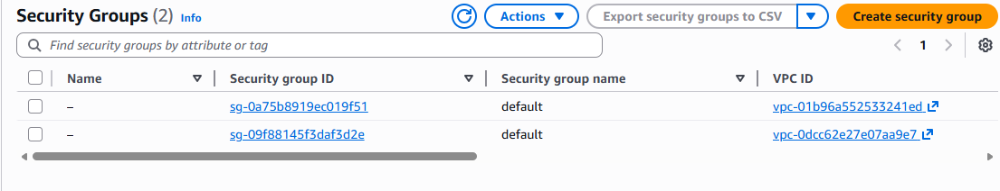 Security Groups (2) Info Actions Export security groups to CSV Create security group
Find security groups by attribute or tag 1
Name Security group ID Security group name VPC ID
– sg-0a75b8919ec019f51 default vpc-01b96a552533241ed
– sg-09f88145f3daf3d2e default vpc-0dcc62e27e07aa9e7